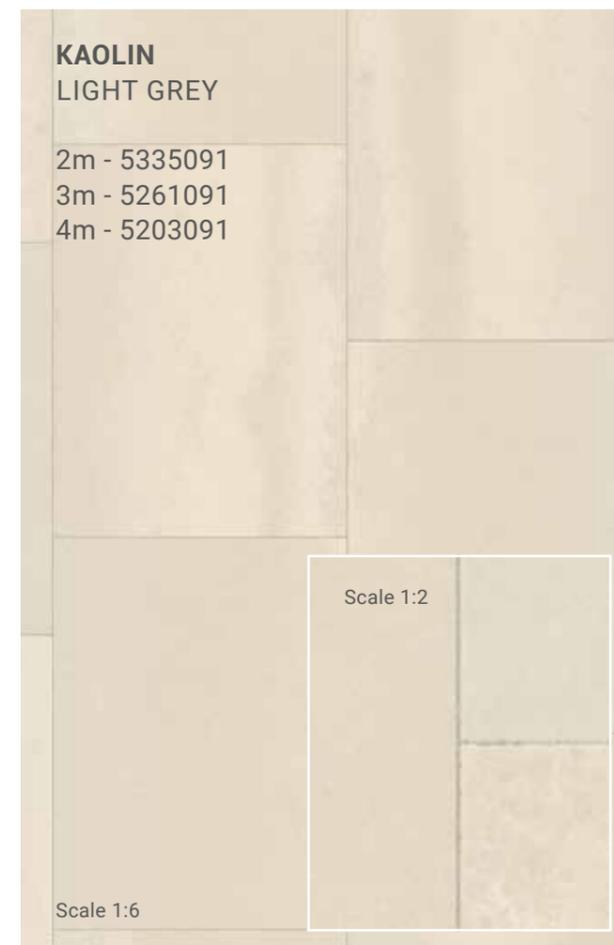 KAOLIN
LIGHT GREY
2m - 5335091
3m - 5261091
4m - 5203091
Scale 1:2
Scale 1:6